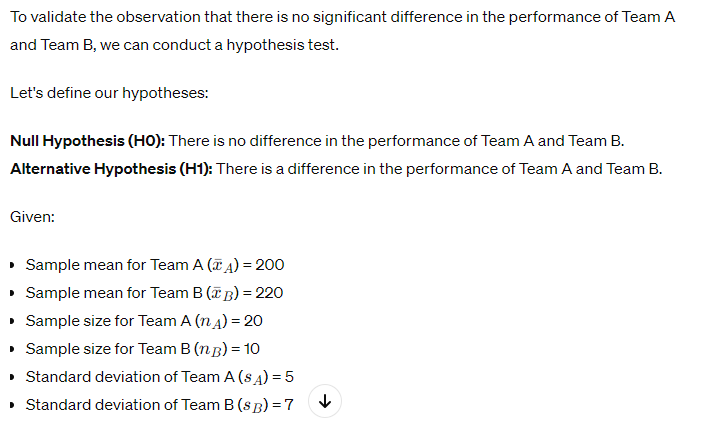 To validate the observation that there is no significant difference in the performance of Team A
and Team B, we can conduct a hypothesis test.
Let's define our hypotheses:
Null Hypothesis (H0): There is no difference in the performance of Team A and Team B.
Alternative Hypothesis (H1): There is a difference in the performance of Team A and Team B.
Given:
• Sample mean for Team A (x̄_A) = 200
• Sample mean for Team B (x̄_B) = 220
• Sample size for Team A (n_A) = 20
• Sample size for Team B (n_B) = 10
• Standard deviation of Team A (s_A) = 5
• Standard deviation of Team B (s_B) = 7